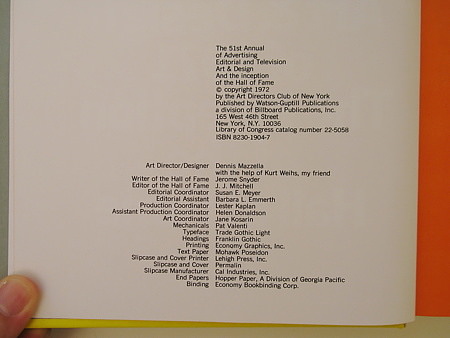 The 51st Annual
of Advertising
Editorial and Television
Art & Design
And the inception
of the Hall of Fame
© copyright 1972
by the Art Directors Club of New York
Published by Watson-Guptill Publications
a division of Billboard Publications, Inc.
165 West 46th Street
New York, N.Y. 10036
Library of Congress catalog number 22-5058
ISBN 8230-1904-7
Art Director/Designer Dennis Mazzella
with the help of Kurt Weihs, my friend
Writer of the Hall of Fame Jerome Snyder
Editor of the Hall of Fame J. J. Mitchell
Editorial Coordinator Susan E. Meyer
Editorial Assistant Barbara L. Emmerth
Production Coordinator Lester Kaplan
Assistant Production Coordinator Helen Donaldson
Art Coordinator Jane Kosarin
Mechanicals Pat Valenti
Typeface Trade Gothic Light
Headings Franklin Gothic
Printing Economy Graphics, Inc.
Text Paper Mohawk Poseidon
Slipcase and Cover Printer Lehigh Press, Inc.
Slipcase and Cover Permalin
Slipcase Manufacturer Cal Industries, Inc.
End Papers Hopper Paper, A Division of Georgia Pacific
Binding Economy Bookbinding Corp.